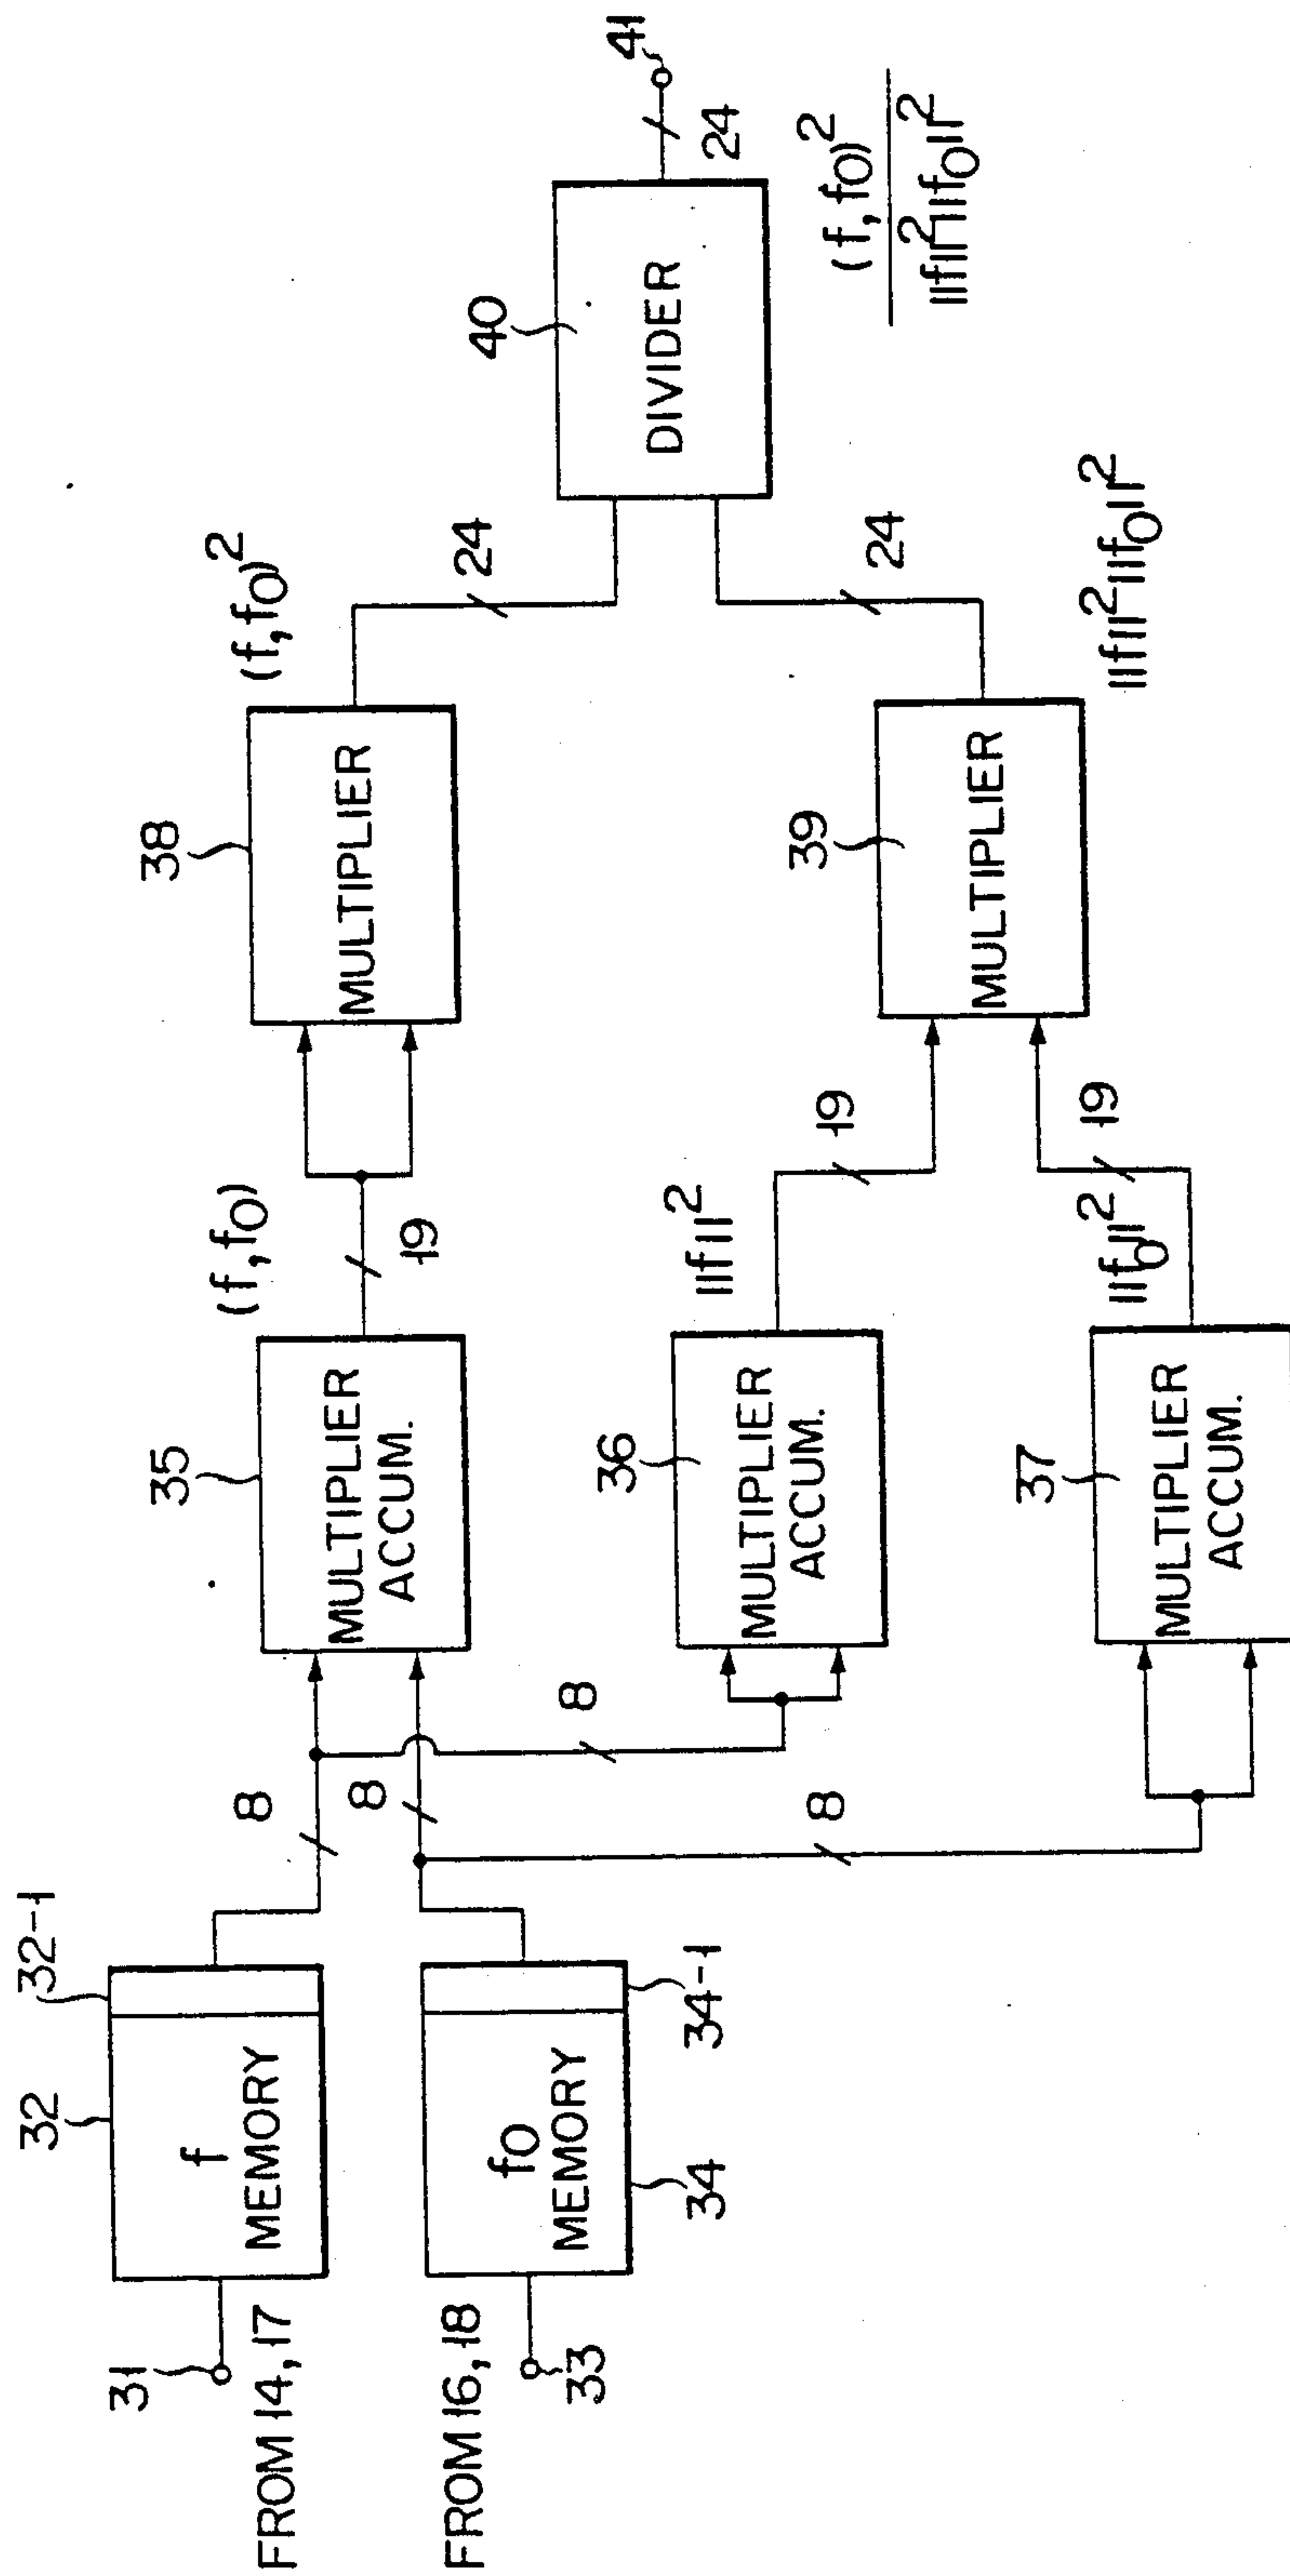 31
FROM 14, 17
32
32-1
f
MEMORY
FROM 16, 18
33
fo
MEMORY
34
34-1
8
8
8
8
35
MULTIPLIER
ACCUM.
(f, fo)
19
36
MULTIPLIER
ACCUM.
||f||²
19
37
MULTIPLIER
ACCUM.
||fo||²
19
38
MULTIPLIER
(f, fo)²
24
39
MULTIPLIER
||f||²||fo||²
24
40
DIVIDER
24
41
(f, fo)²
||f||²||fo||²